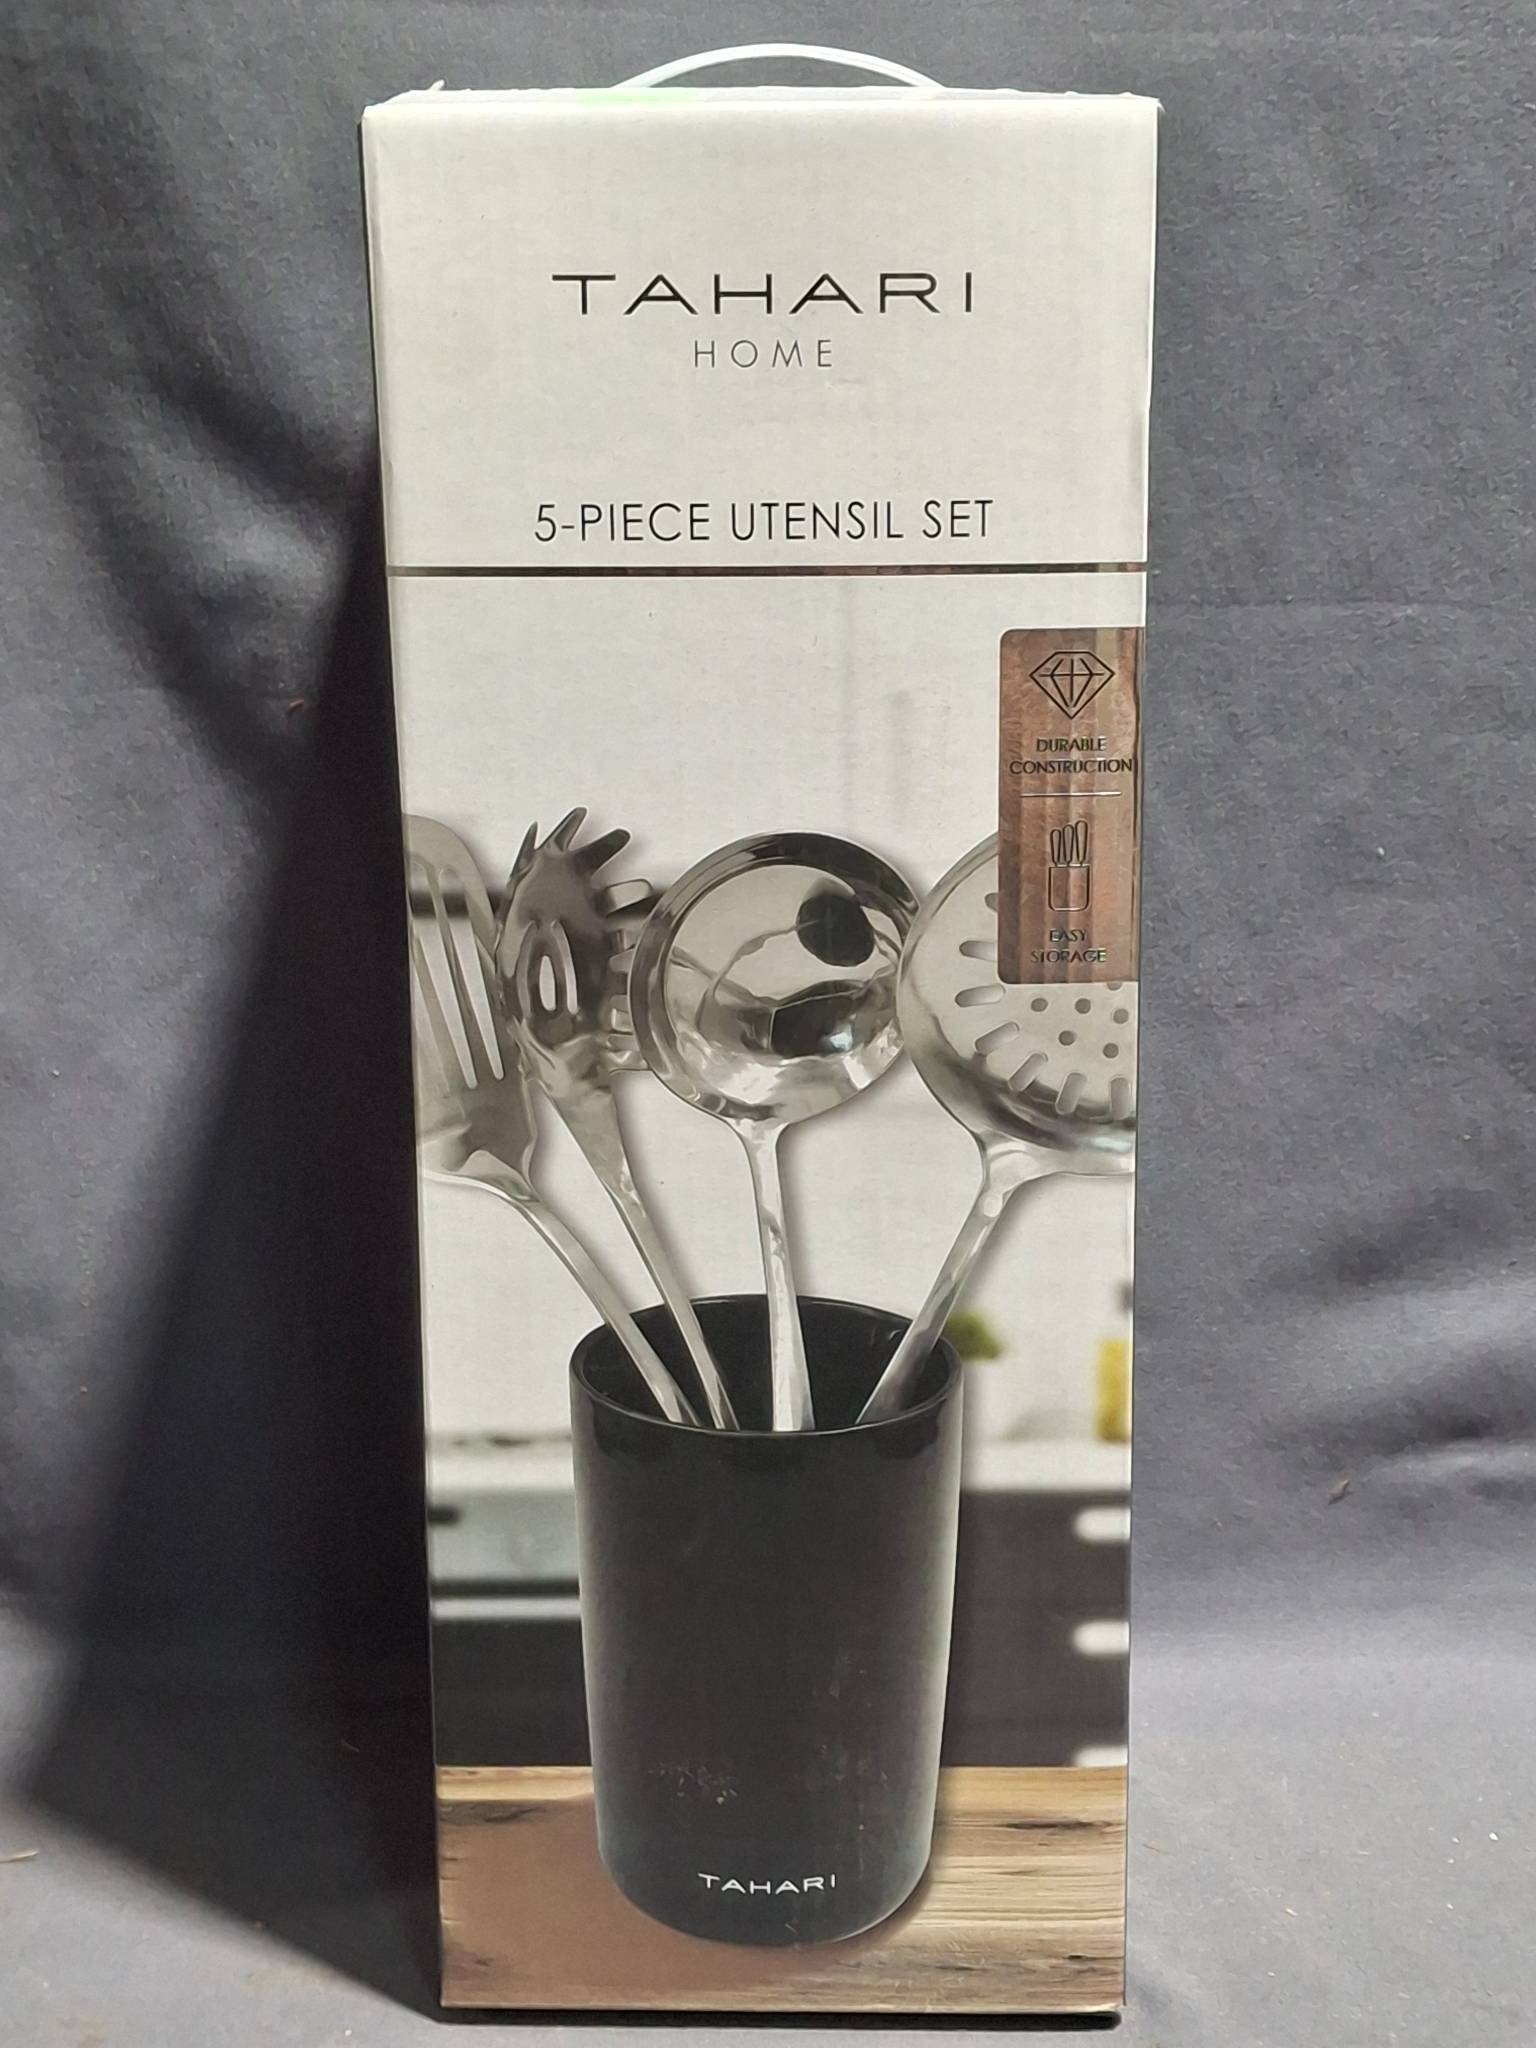 TAHARI
HOME
5-PIECE UTENSIL SET
DURABLE
CONSTRUCTION
EASY
STORAGE
TAHARI